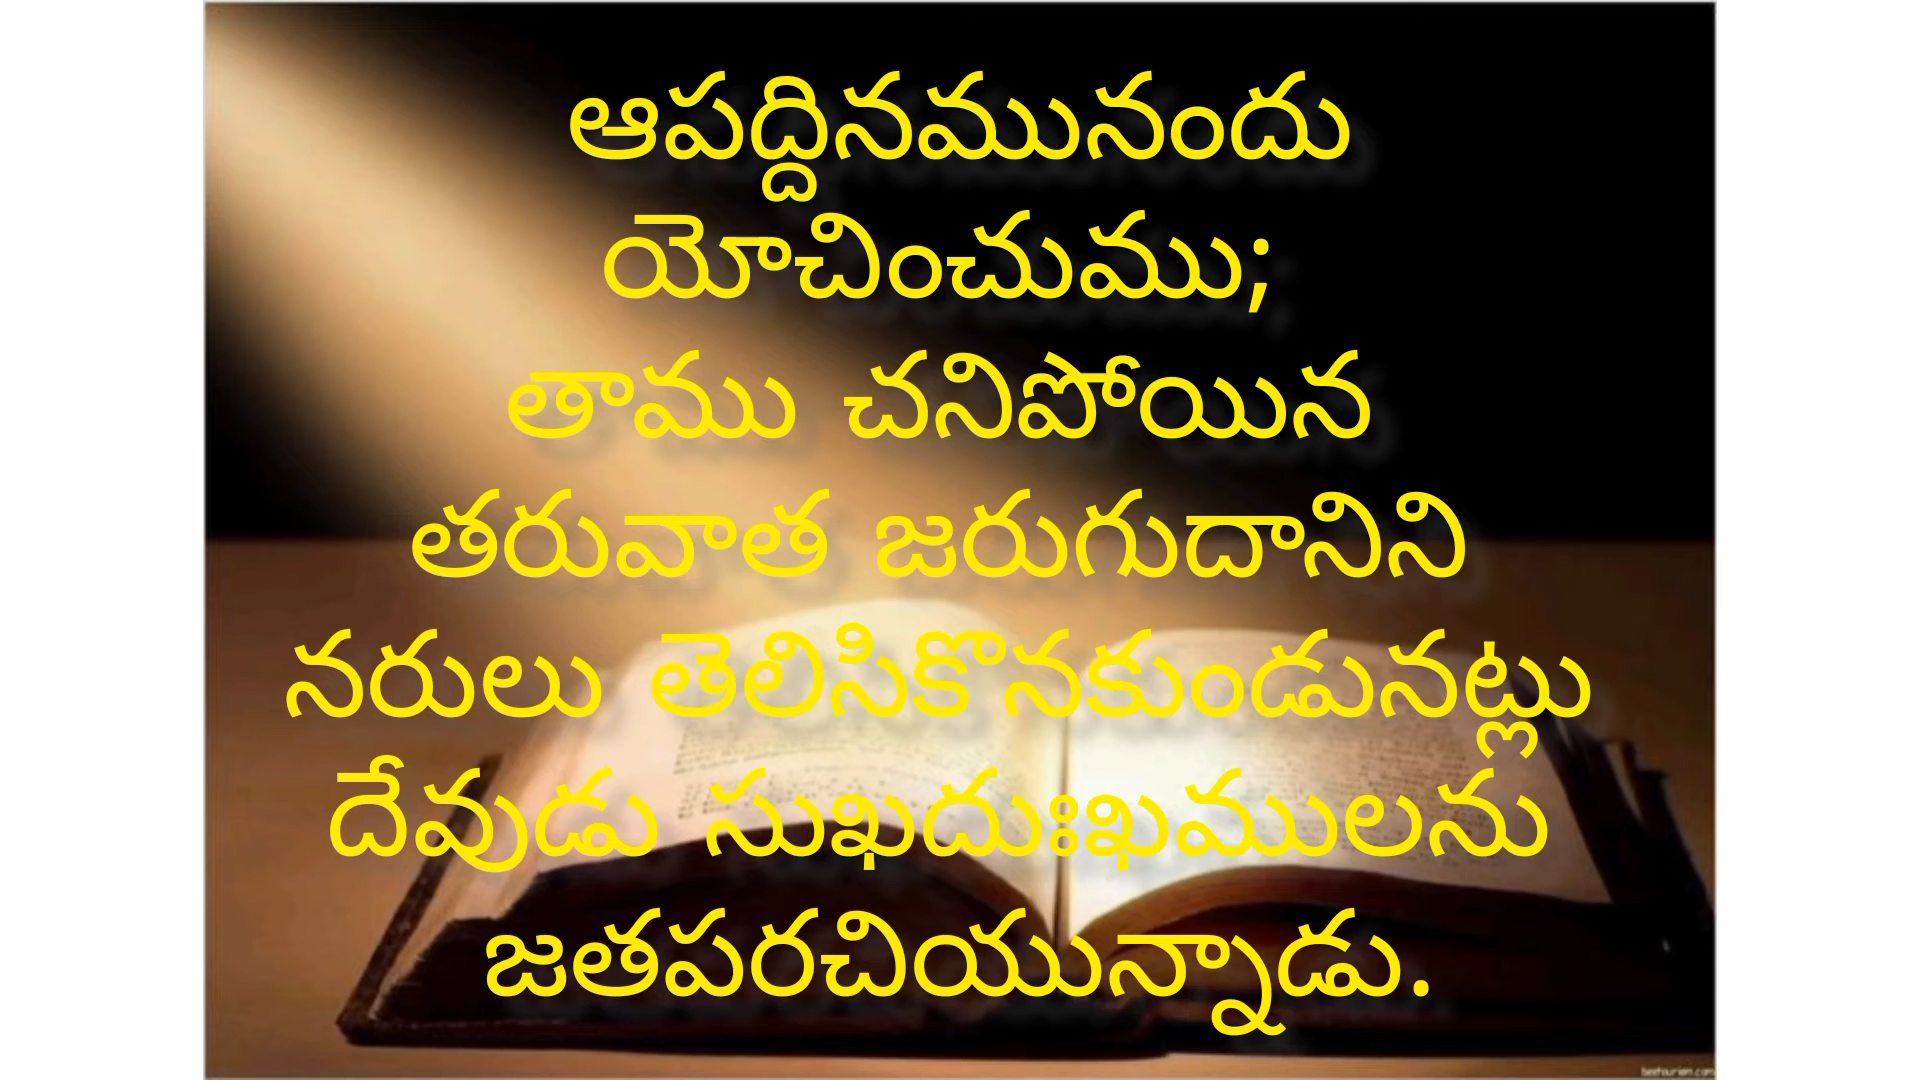 ఆపద్దినమునందు
యోచించుము;
తాము చనిపోయిన
తరువాత జరుగుదానిని
నరులు తెలిసికొనకుండునట్లు
దేవుడు సుఖదుఃఖములను
జతపరచియున్నాడు.